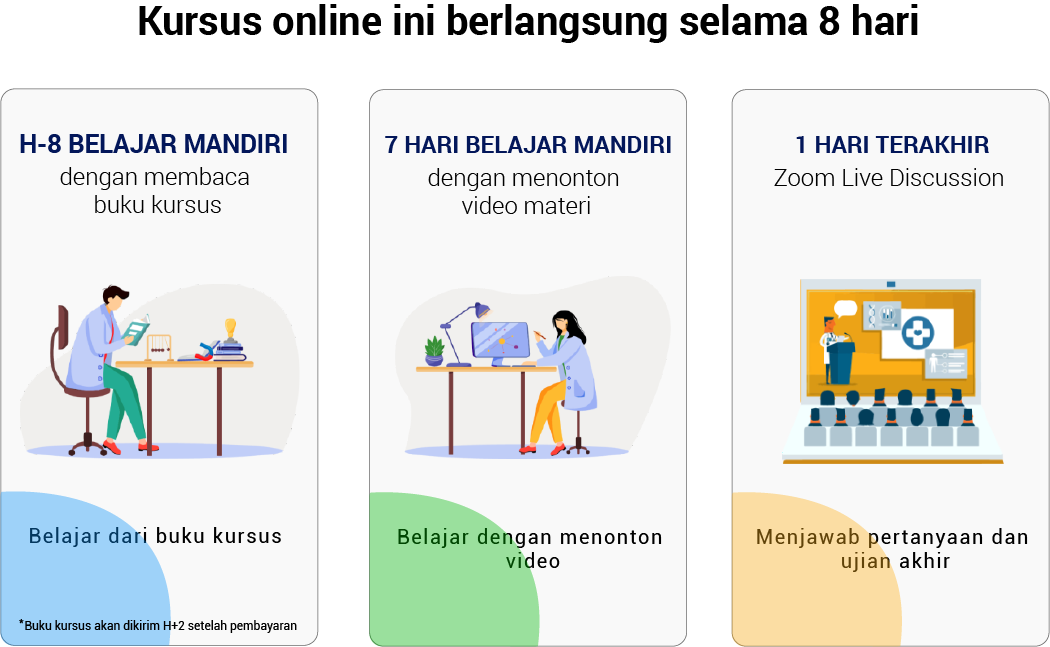 Kursus online ini berlangsung selama 8 hari
H-8 BELAJAR MANDIRI
dengan membaca
buku kursus
Belajar dari buku kursus
*Buku kursus akan dikirim H+2 setelah pembayaran
7 HARI BELAJAR MANDIRI
dengan menonton
video materi
Belajar dengan menonton
video
1 HARI TERAKHIR
Zoom Live Discussion
Menjawab pertanyaan dan
ujian akhir